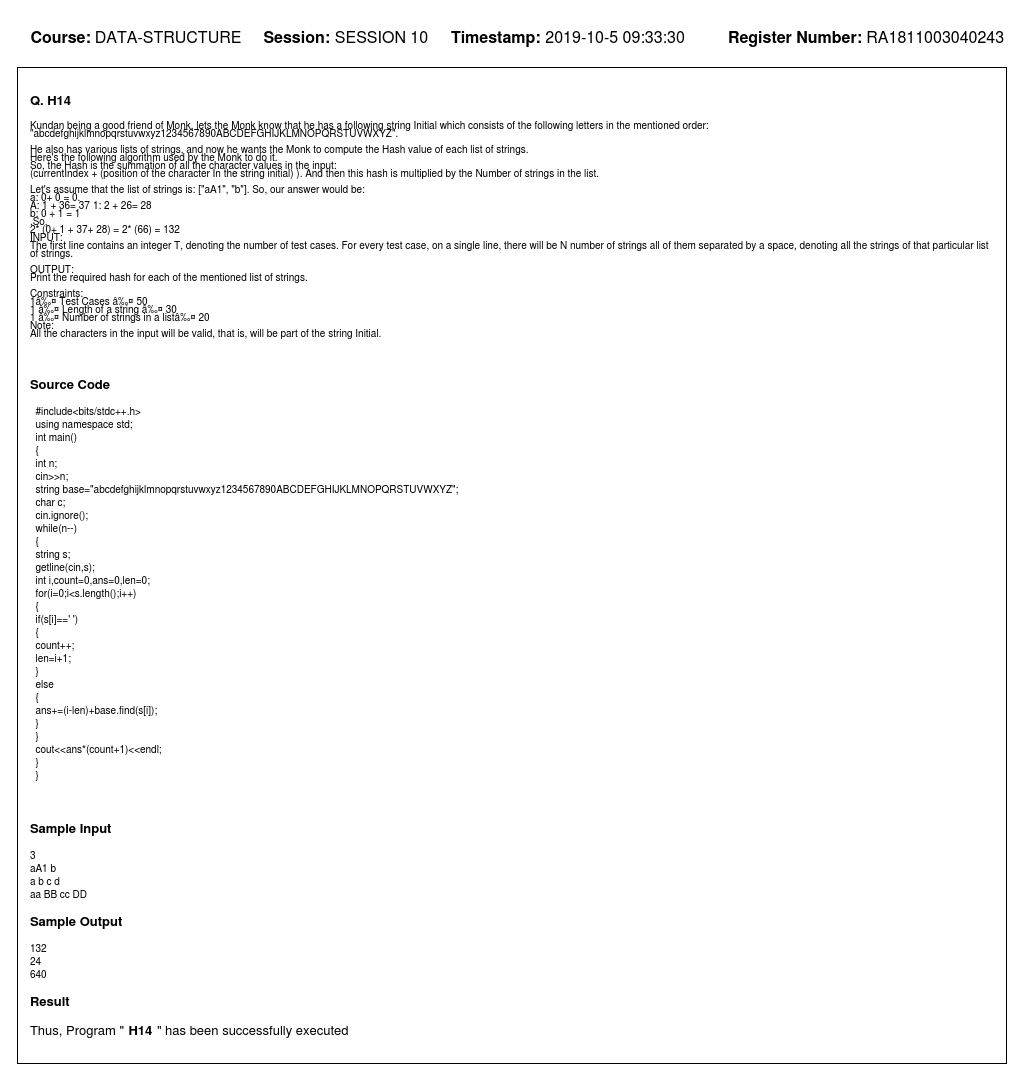 Course: DATA-STRUCTURE Session: SESSION 10 Timestamp: 2019-10-5 09:33:30 Register Number: RA1811003040243
Q. H14
Kundan being a good friend of Monk, lets the Monk know that he has a following string Initial which consists of the following letters in the mentioned order:
"abcdefghijklmnopqrstuvwxyz1234567890ABCDEFGHIJKLMNOPQRSTUVWXYZ".
He also has various lists of strings, and now he wants the Monk to compute the Hash value of each list of strings.
Here's the following algorithm used by the Monk to do it.
So, the Hash is the summation of all the character values in the input:
(currentIndex + (position of the character in the string initial) ). And then this hash is multiplied by the Number of strings in the list.
Let's assume that the list of strings is: ["aA1", "b"]. So, our answer would be:
a: 0+ 0 = 0.
A: 1 + 36= 37 1: 2 + 26= 28
b: 0 + 1 = 1
So,
2* (0+ 1 + 37+ 28) = 2* (66) = 132
INPUT:
The first line contains an integer T, denoting the number of test cases. For every test case, on a single line, there will be N number of strings all of them separated by a space, denoting all the strings of that particular list
of strings.
OUTPUT:
Print the required hash for each of the mentioned list of strings.
Constraints:
1â‰¤ Test Cases â‰¤ 50
1 â‰¤ Length of a string â‰¤ 30
1 â‰¤ Number of strings in a listâ‰¤ 20
Note:
All the characters in the input will be valid, that is, will be part of the string Initial.
Source Code
#include<bits/stdc++.h>
using namespace std;
int main()
{
int n;
cin>>n;
string base="abcdefghijklmnopqrstuvwxyz1234567890ABCDEFGHIJKLMNOPQRSTUVWXYZ";
char c;
cin.ignore();
while(n--)
{
string s;
getline(cin,s);
int i,count=0,ans=0,len=0;
for(i=0;i<s.length();i++)
{
if(s[i]==' ')
{
count++;
len=i+1;
}
else
{
ans+=(i-len)+base.find(s[i]);
}
}
cout<<ans*(count+1)<<endl;
}
}
Sample Input
3
aA1 b
a b c d
aa BB cc DD
Sample Output
132
24
640
Result
Thus, Program " H14 " has been successfully executed